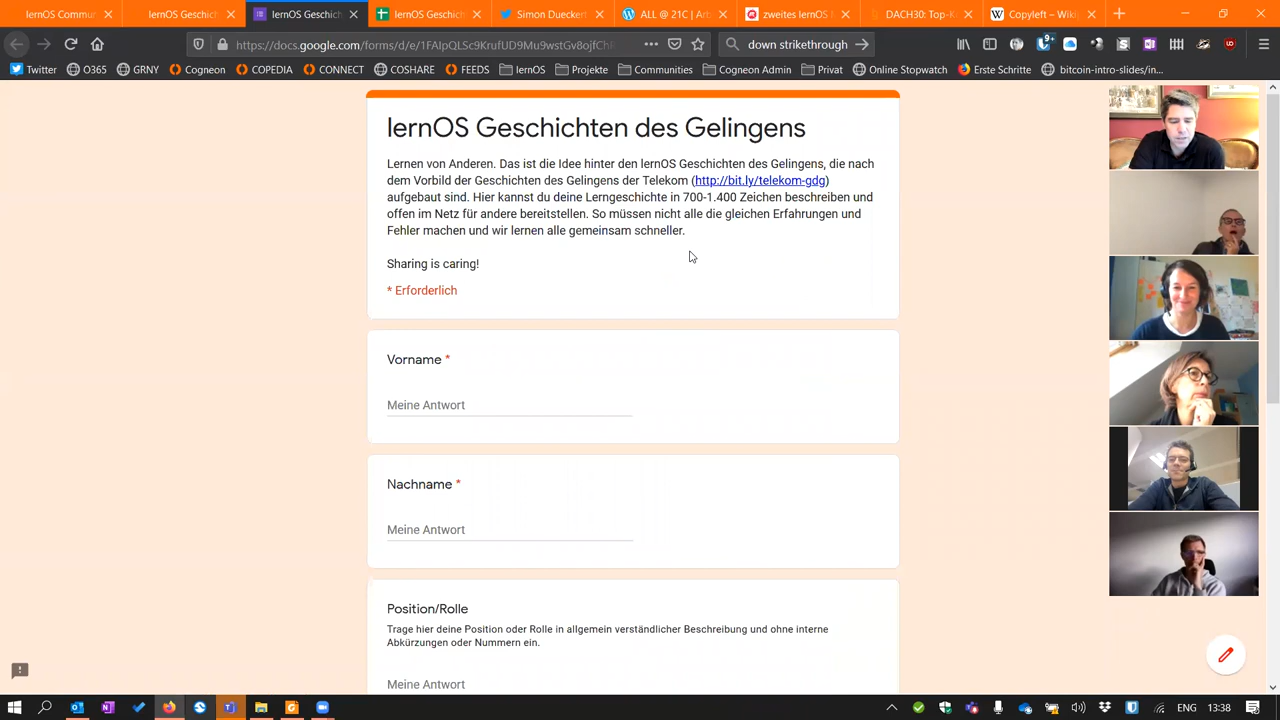 lernOS Commu
lernOS Geschich
lernOS Geschich
lernOS Geschich
Simon Dueckert
ALL @ 21C | Art
zweites lernOS M
DACH30: Top-K
Copyleft – Wiki
https://docs.google.com/forms/d/e/1FAIpQLSc9KrufUD9Mu9wstGv8ojfCh
down strikethrough
Twitter
O365
GRNY
Cogneon
COPEDIA
CONNECT
COSHARE
FEEDS
lernOS
Projekte
Communities
Cogneon Admin
Privat
Online Stopwatch
Erste Schritte
bitcoin-intro-slides/in...
lernOS Geschichten des Gelingens
Lernen von Anderen. Das ist die Idee hinter den lernOS Geschichten des Gelingens, die nach
dem Vorbild der Geschichten des Gelingens der Telekom (http://bit.ly/telekom-gdg)
aufgebaut sind. Hier kannst du deine Lerngeschichte in 700-1.400 Zeichen beschreiben und
offen im Netz für andere bereitstellen. So müssen nicht alle die gleichen Erfahrungen und
Fehler machen und wir lernen alle gemeinsam schneller.
Sharing is caring!
* Erforderlich
Vorname *
Meine Antwort
Nachname *
Meine Antwort
Position/Rolle
Trage hier deine Position oder Rolle in allgemein verständlicher Beschreibung und ohne interne
Abkürzungen oder Nummern ein.
Meine Antwort
ENG
13:38